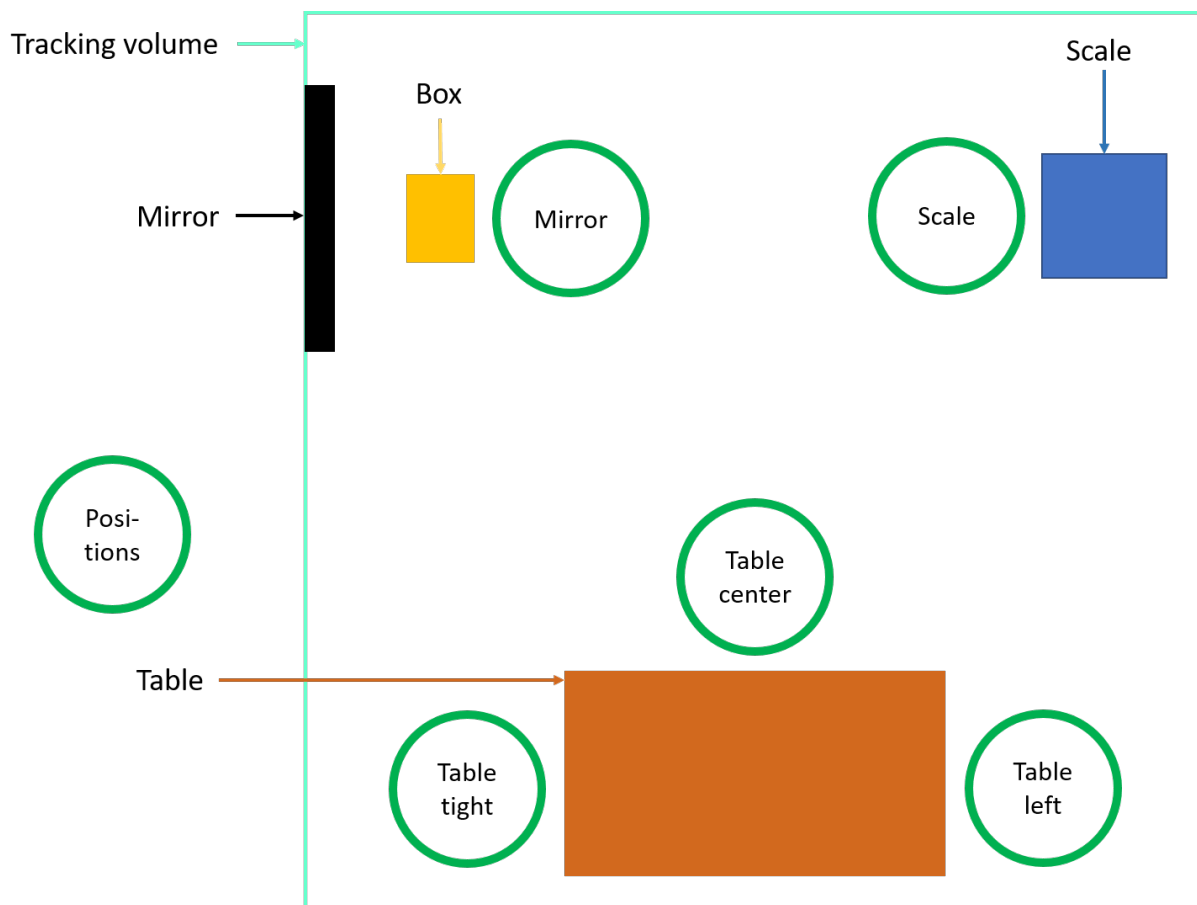 Tracking volume
Scale
Box
Mirror
Mirror
Scale
Posi-
tions
Table
center
Table
Table
tight
Table
left